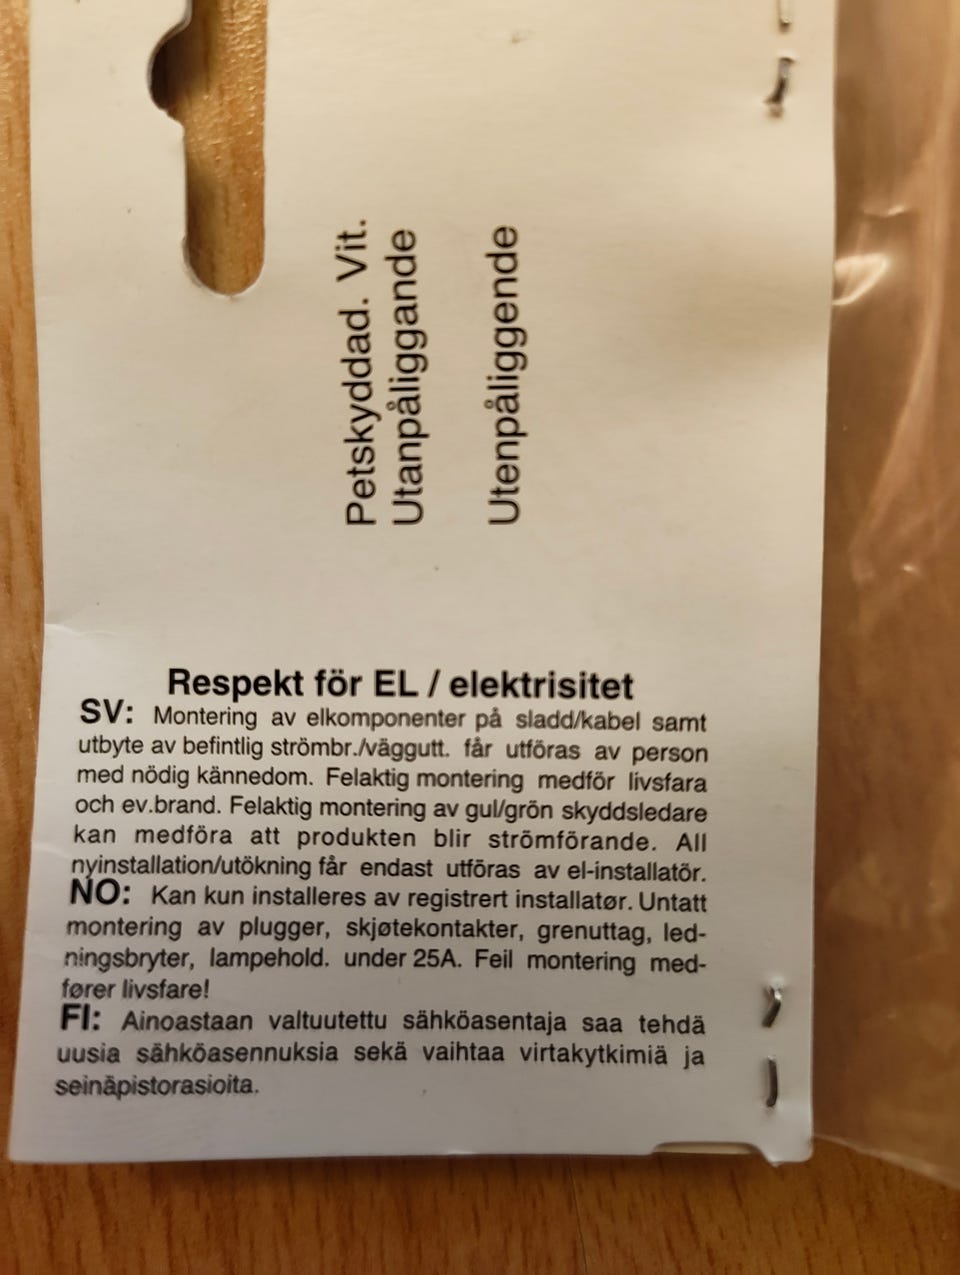 Petskyddad. Vit.
Utanpåliggande
Utenpåliggende
Respekt för EL / elektrisitet
SV: Montering av elkomponenter på sladd/kabel samt
utbyte av befintlig strömbr./väggutt. får utföras av person
med nödig kännedom. Felaktig montering medför livsfara
och ev.brand. Felaktig montering av gul/grön skyddsledare
kan medföra att produkten blir strömförande. All
nyinstallation/utökning får endast utföras av el-installatör.
NO: Kan kun installeres av registrert installatør. Untatt
montering av plugger, skjøtekontakter, grenuttag, led-
ningsbryter, lampehold. under 25A. Feil montering med-
fører livsfare!
FI: Ainoastaan valtuutettu sähköasentaja saa tehdä
uusia sähköasennuksia sekä vaihtaa virtakytkimiä ja
seinäpistorasioita.